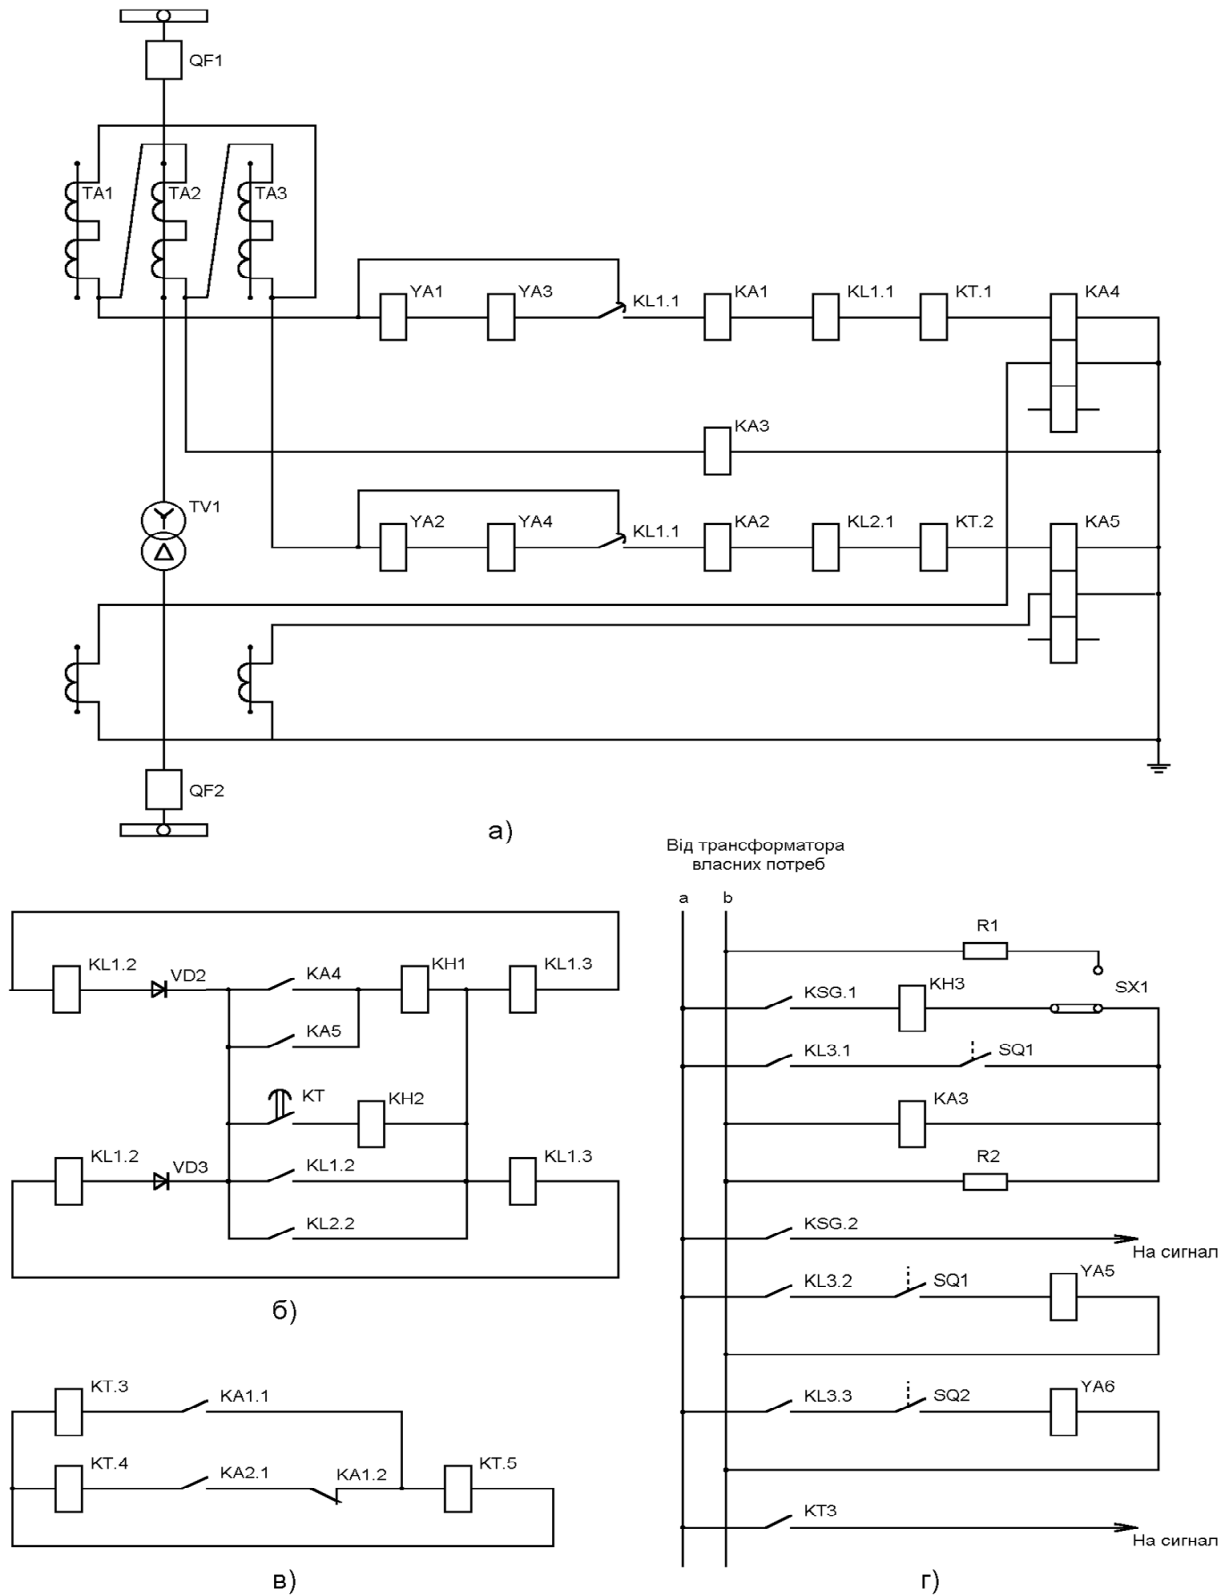 QF1
TA1
TA2
TA3
YA1
YA3
KL1.1
KA1
KL1.1
KT.1
KA4
KA3
TV1
YA2
YA4
KL1.1
KA2
KL2.1
KT.2
KA5
QF2
а)
Від трансформатора
власних потреб
a
b
R1
KL1.2
VD2
KA4
KH1
KL1.3
KSG.1
KH3
SX1
KA5
KL3.1
SQ1
KT
KH2
KA3
KL1.2
VD3
KL1.2
KL1.3
R2
KL2.2
KSG.2
На сигнал
б)
KL3.2
SQ1
YA5
KT.3
KA1.1
KL3.3
SQ2
YA6
KT.4
KA2.1
KA1.2
KT.5
KT3
На сигнал
в)
г)